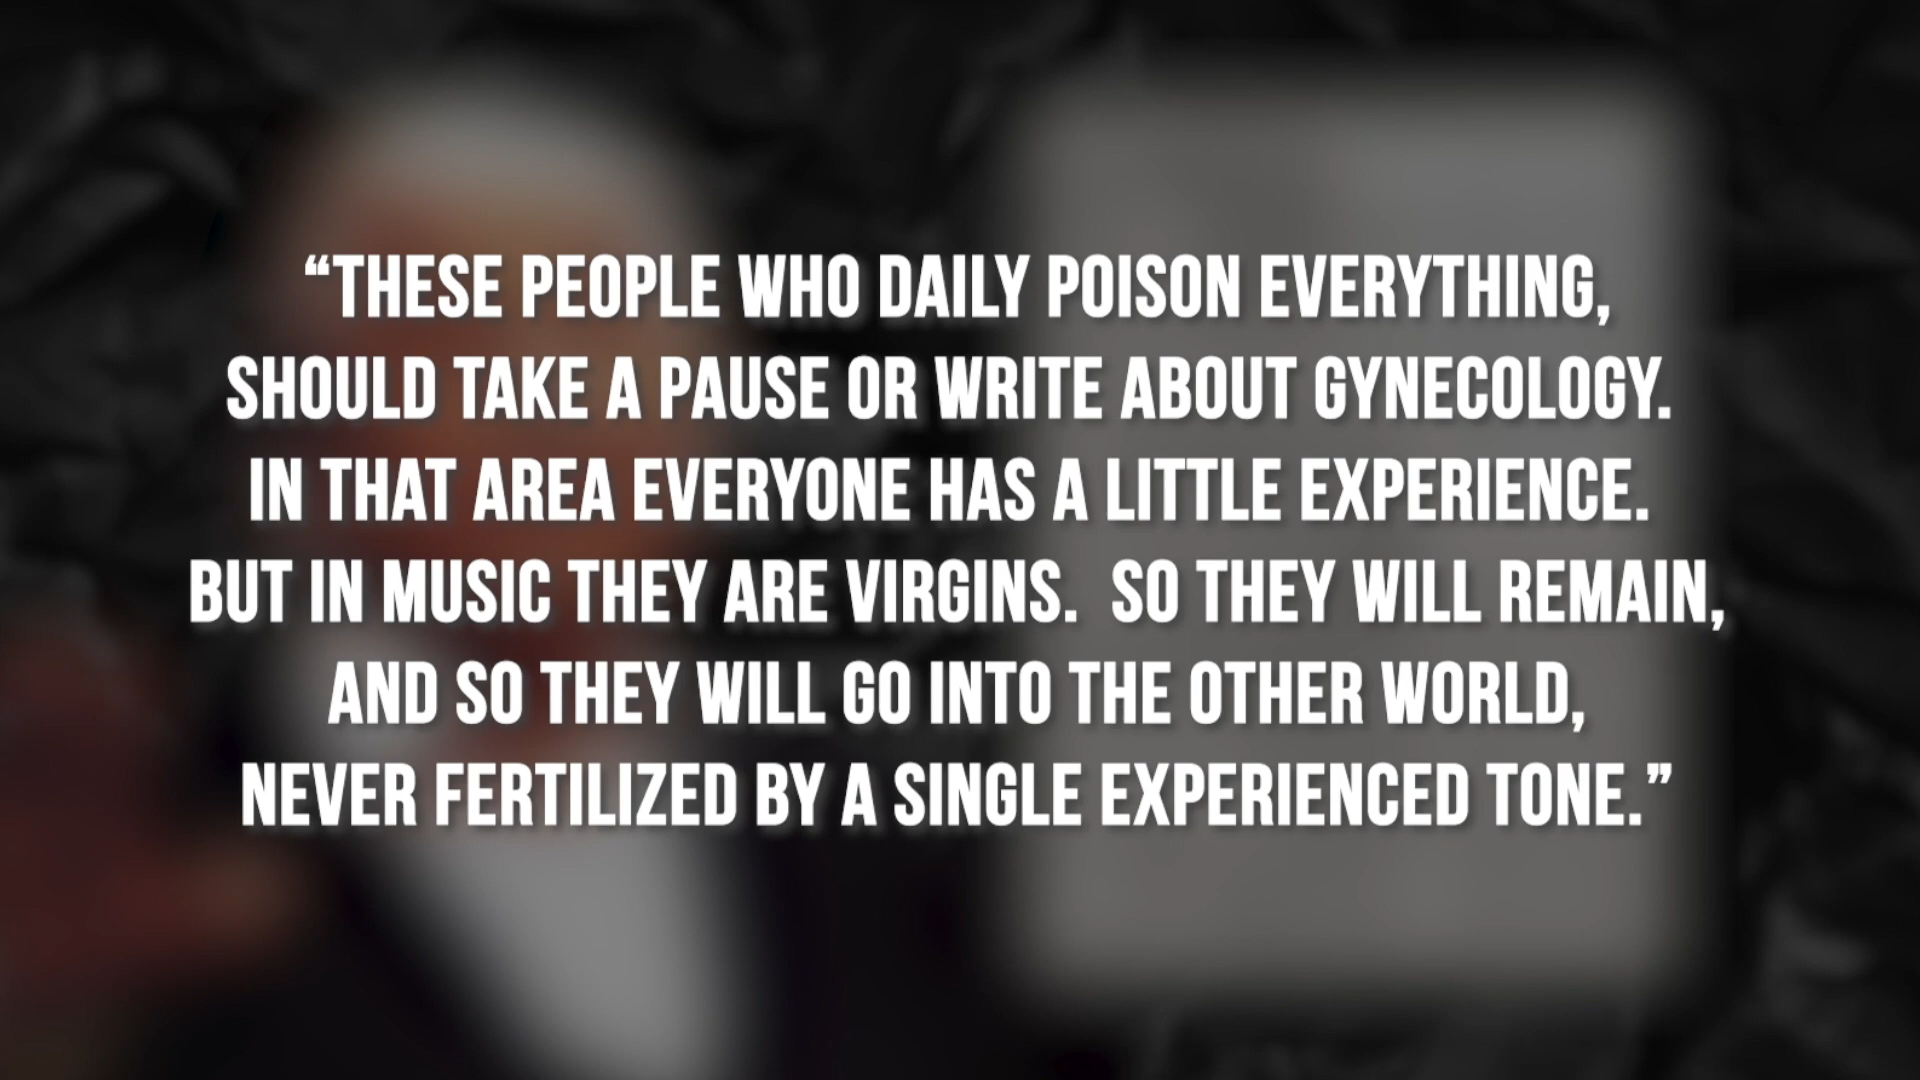 “THESE PEOPLE WHO DAILY POISON EVERYTHING,
SHOULD TAKE A PAUSE OR WRITE ABOUT GYNECOLOGY.
IN THAT AREA EVERYONE HAS A LITTLE EXPERIENCE.
BUT IN MUSIC THEY ARE VIRGINS.  SO THEY WILL REMAIN,
AND SO THEY WILL GO INTO THE OTHER WORLD,
NEVER FERTILIZED BY A SINGLE EXPERIENCED TONE.”